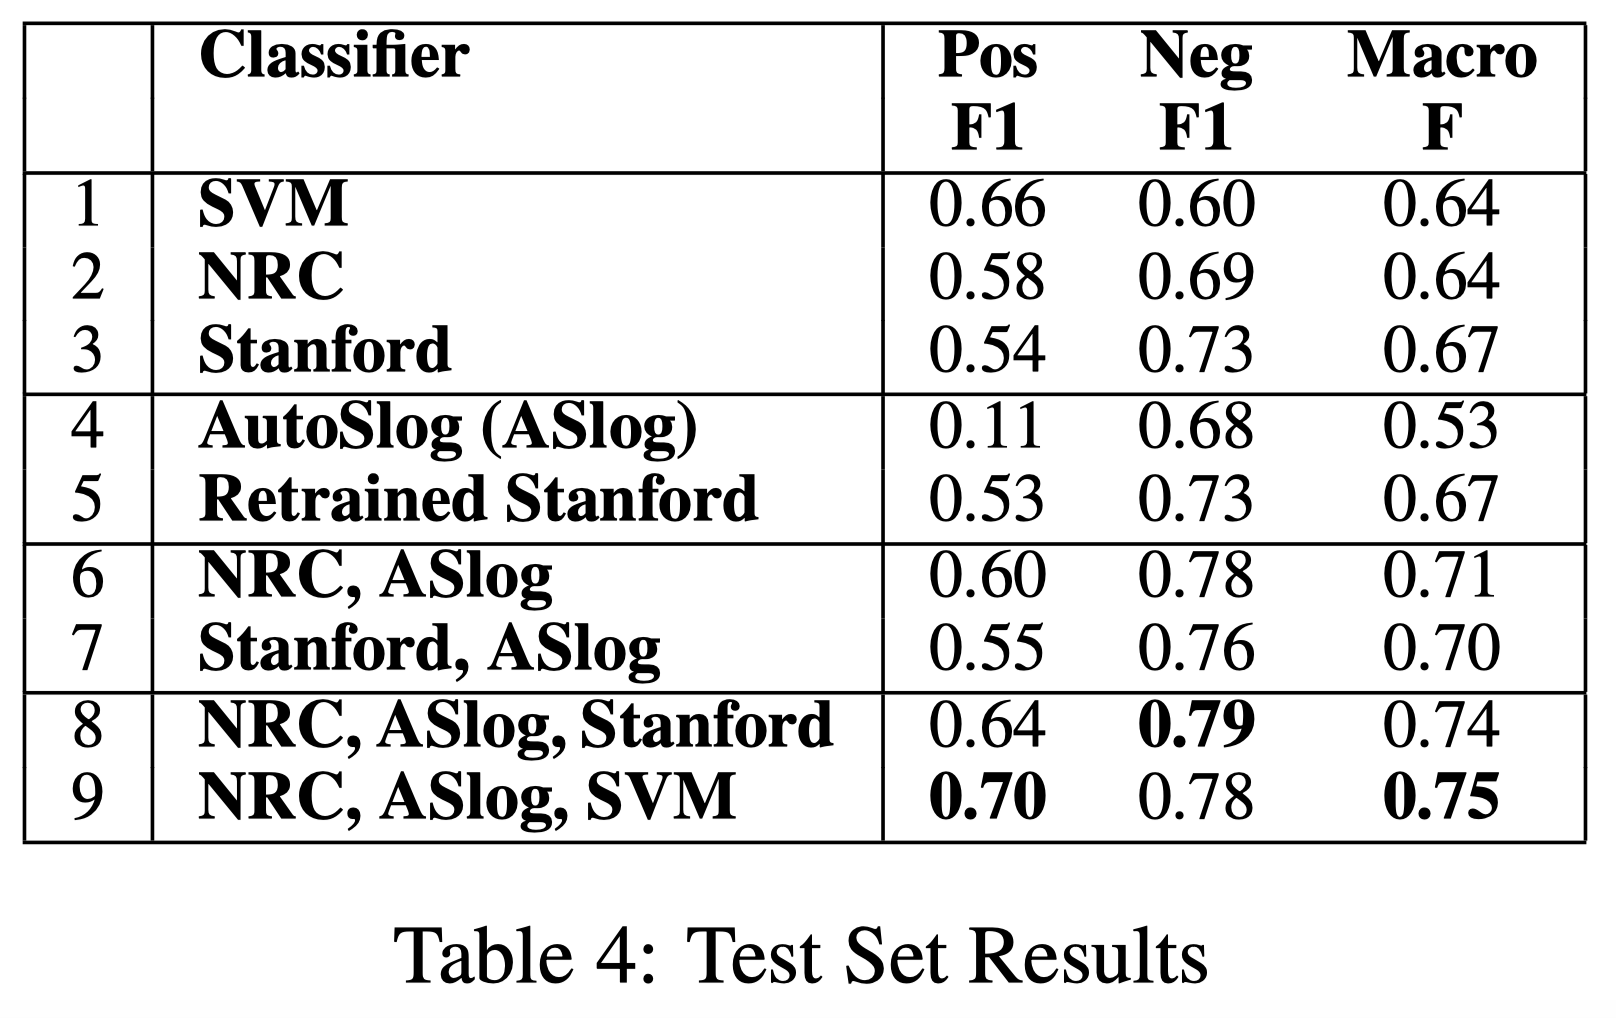 Classifier Pos Neg Macro
F1 F1 F
1 SVM 0.66 0.60 0.64
2 NRC 0.58 0.69 0.64
3 Stanford 0.54 0.73 0.67
4 AutoSlog (ASlog) 0.11 0.68 0.53
5 Retrained Stanford 0.53 0.73 0.67
6 NRC, ASlog 0.60 0.78 0.71
7 Stanford, ASlog 0.55 0.76 0.70
8 NRC, ASlog, Stanford 0.64 0.79 0.74
9 NRC, ASlog, SVM 0.70 0.78 0.75
Table 4: Test Set Results